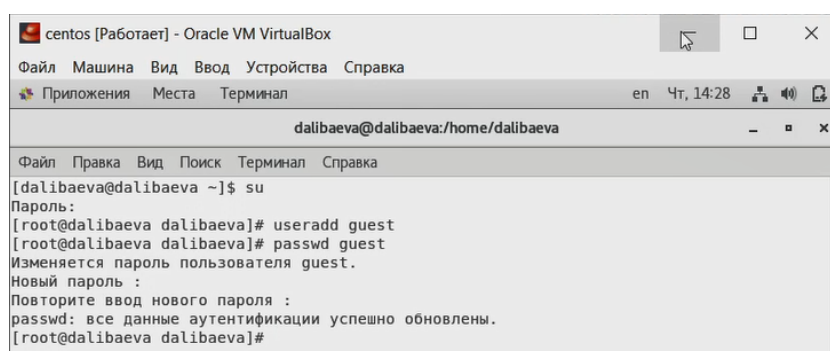 centos [Работает] - Oracle VM VirtualBox
Файл Машина Вид Ввод Устройства Справка
Приложения Места Терминал en Чт, 14:28
dalibaeva@dalibaeva:/home/dalibaeva
Файл Правка Вид Поиск Терминал Справка
[dalibaeva@dalibaeva ~]$ su
Пароль:
[root@dalibaeva dalibaeva]# useradd guest
[root@dalibaeva dalibaeva]# passwd guest
Изменяется пароль пользователя guest.
Новый пароль :
Повторите ввод нового пароля :
passwd: все данные аутентификации успешно обновлены.
[root@dalibaeva dalibaeva]#